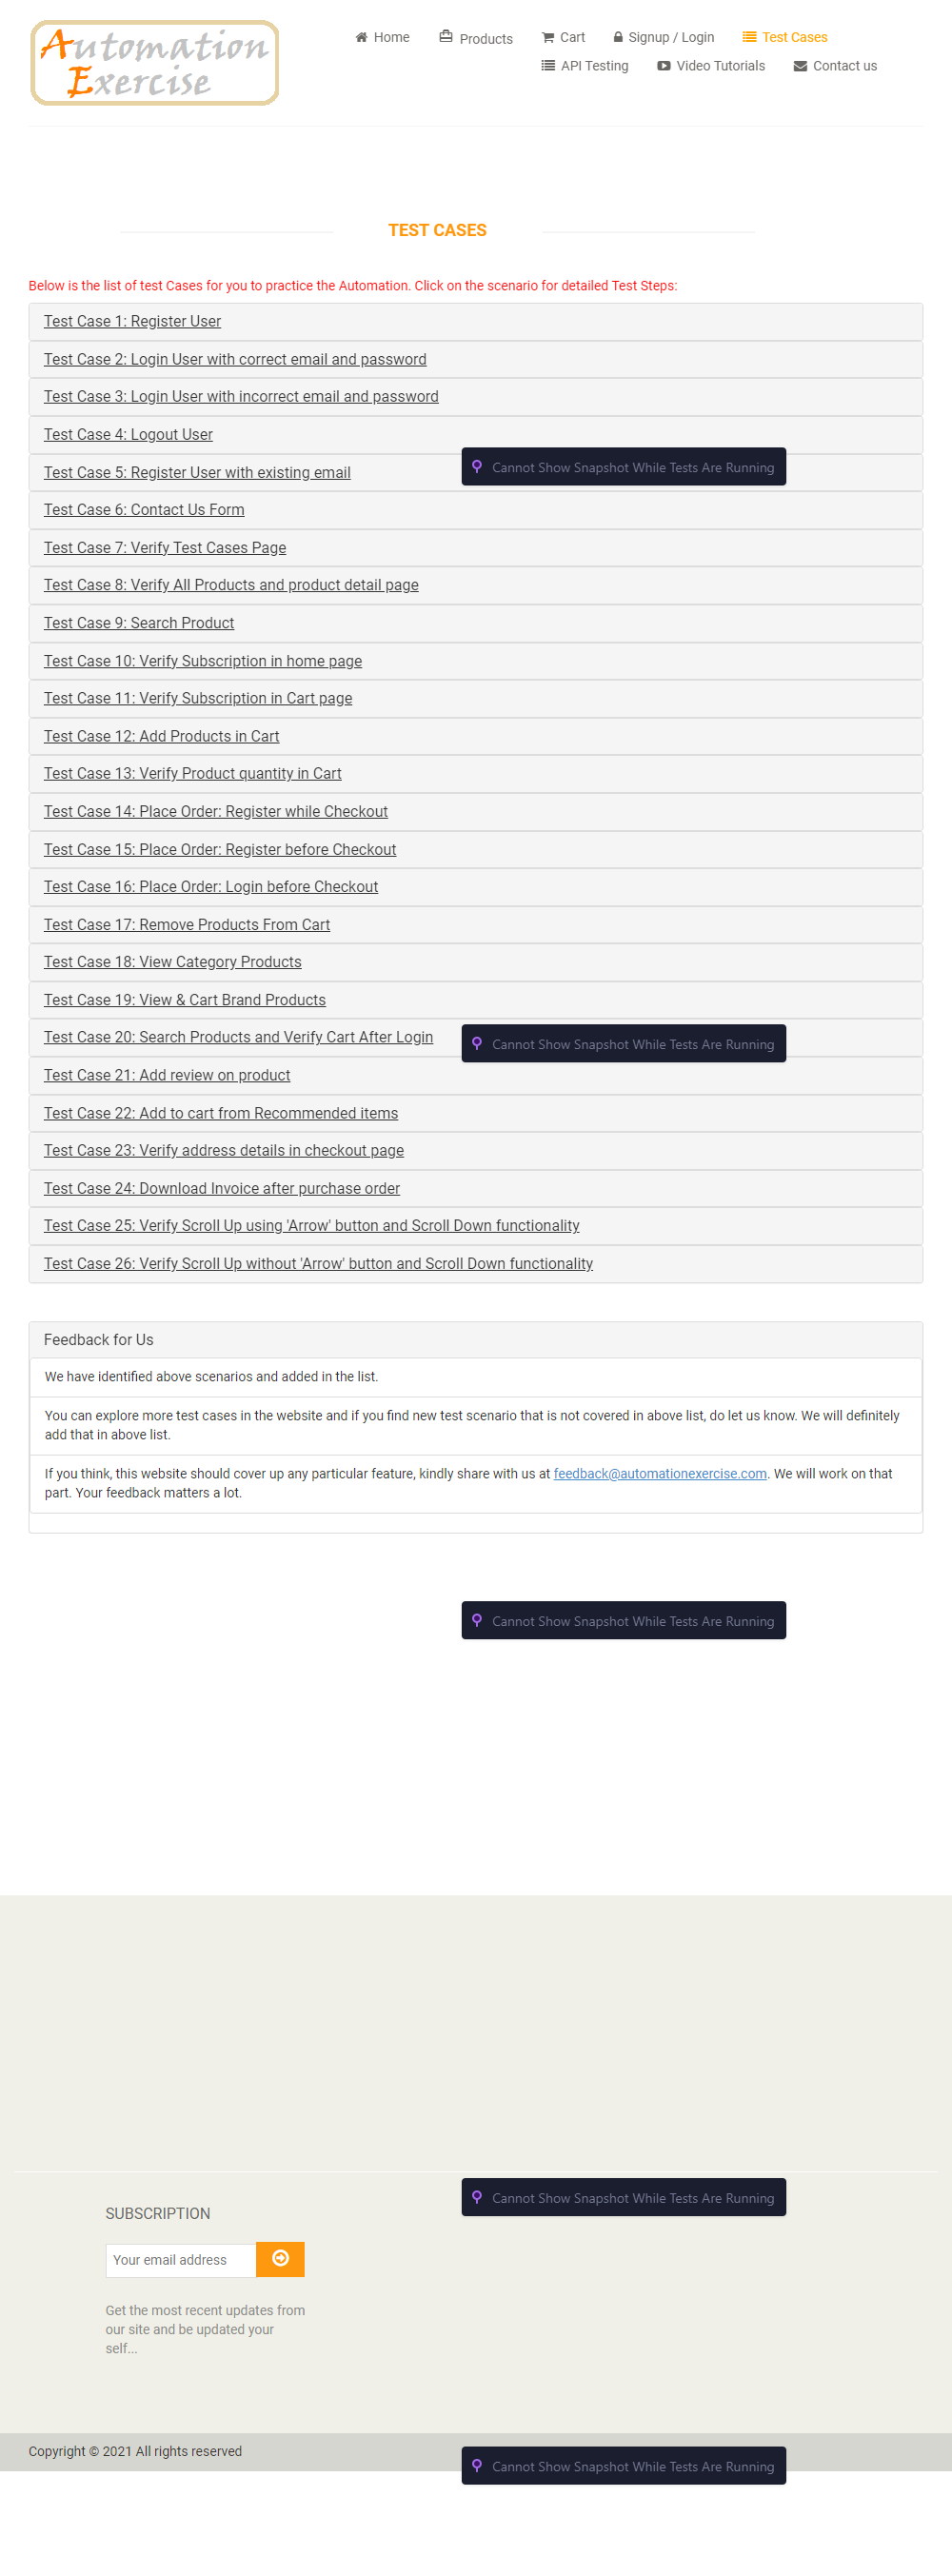 Automation
Exercise
Home
Products
Cart
Signup / Login
Test Cases
API Testing
Video Tutorials
Contact us
TEST CASES
Below is the list of test Cases for you to practice the Automation. Click on the scenario for detailed Test Steps:
Test Case 1: Register User
Test Case 2: Login User with correct email and password
Test Case 3: Login User with incorrect email and password
Test Case 4: Logout User
Cannot Show Snapshot While Tests Are Running
Test Case 5: Register User with existing email
Test Case 6: Contact Us Form
Test Case 7: Verify Test Cases Page
Test Case 8: Verify All Products and product detail page
Test Case 9: Search Product
Test Case 10: Verify Subscription in home page
Test Case 11: Verify Subscription in Cart page
Test Case 12: Add Products in Cart
Test Case 13: Verify Product quantity in Cart
Test Case 14: Place Order: Register while Checkout
Test Case 15: Place Order: Register before Checkout
Test Case 16: Place Order: Login before Checkout
Test Case 17: Remove Products From Cart
Test Case 18: View Category Products
Test Case 19: View & Cart Brand Products
Test Case 20: Search Products and Verify Cart After Login
Cannot Show Snapshot While Tests Are Running
Test Case 21: Add review on product
Test Case 22: Add to cart from Recommended items
Test Case 23: Verify address details in checkout page
Test Case 24: Download Invoice after purchase order
Test Case 25: Verify Scroll Up using 'Arrow' button and Scroll Down functionality
Test Case 26: Verify Scroll Up without 'Arrow' button and Scroll Down functionality
Feedback for Us
We have identified above scenarios and added in the list.
You can explore more test cases in the website and if you find new test scenario that is not covered in above list, do let us know. We will definitely
add that in above list.
If you think, this website should cover up any particular feature, kindly share with us at feedback@automationexercise.com. We will work on that
part. Your feedback matters a lot.
Cannot Show Snapshot While Tests Are Running
Cannot Show Snapshot While Tests Are Running
SUBSCRIPTION
Your email address
Get the most recent updates from
our site and be updated your
self...
Copyright © 2021 All rights reserved
Cannot Show Snapshot While Tests Are Running